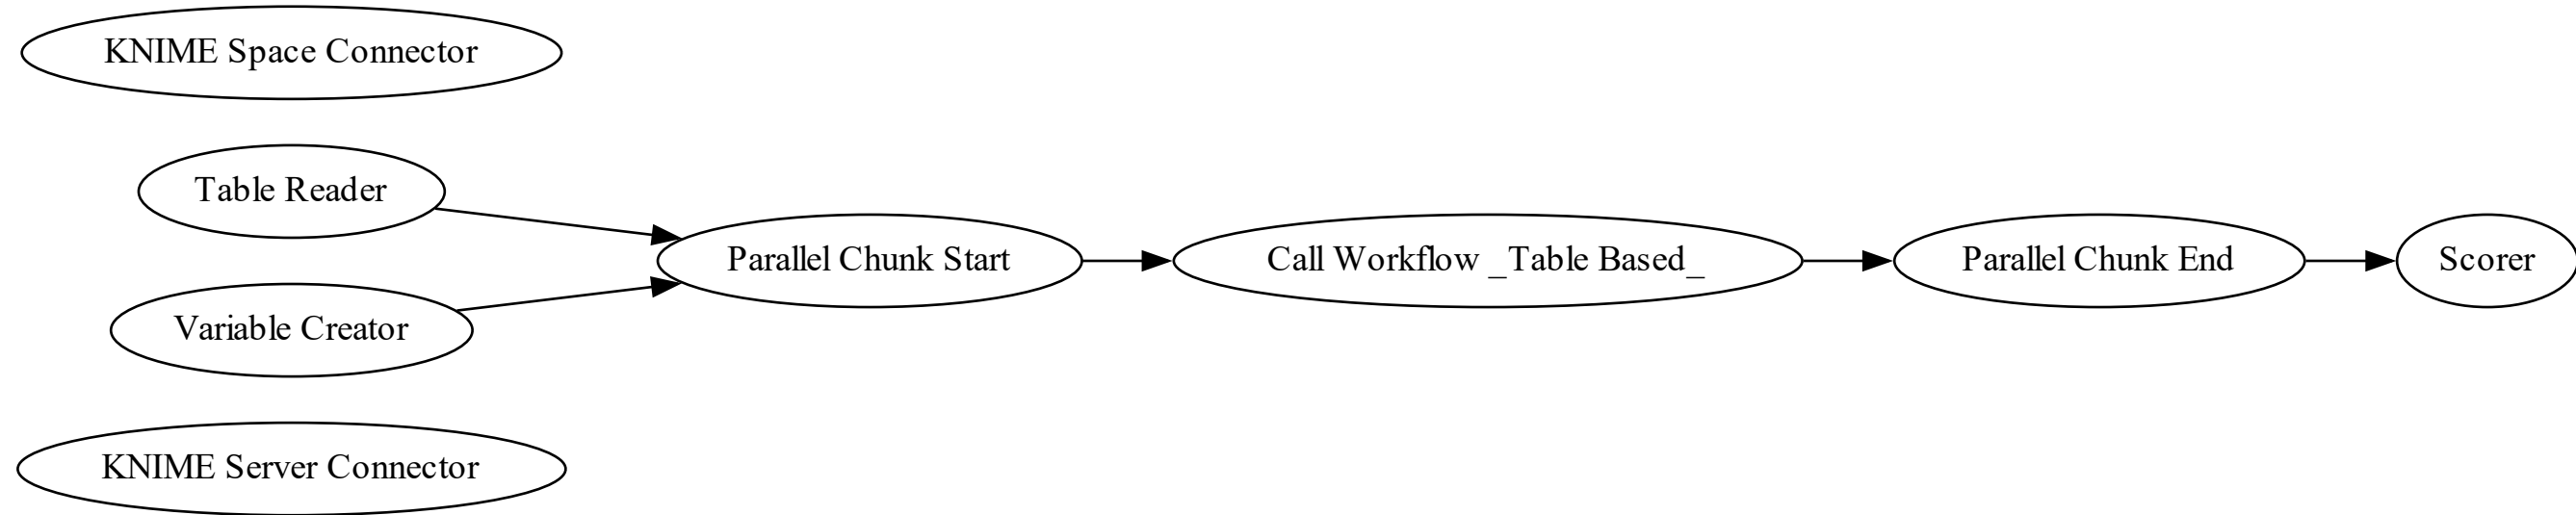 KNIME Space Connector
Table Reader
Variable Creator
KNIME Server Connector
Parallel Chunk Start
Call Workflow _Table Based_
Parallel Chunk End
Scorer